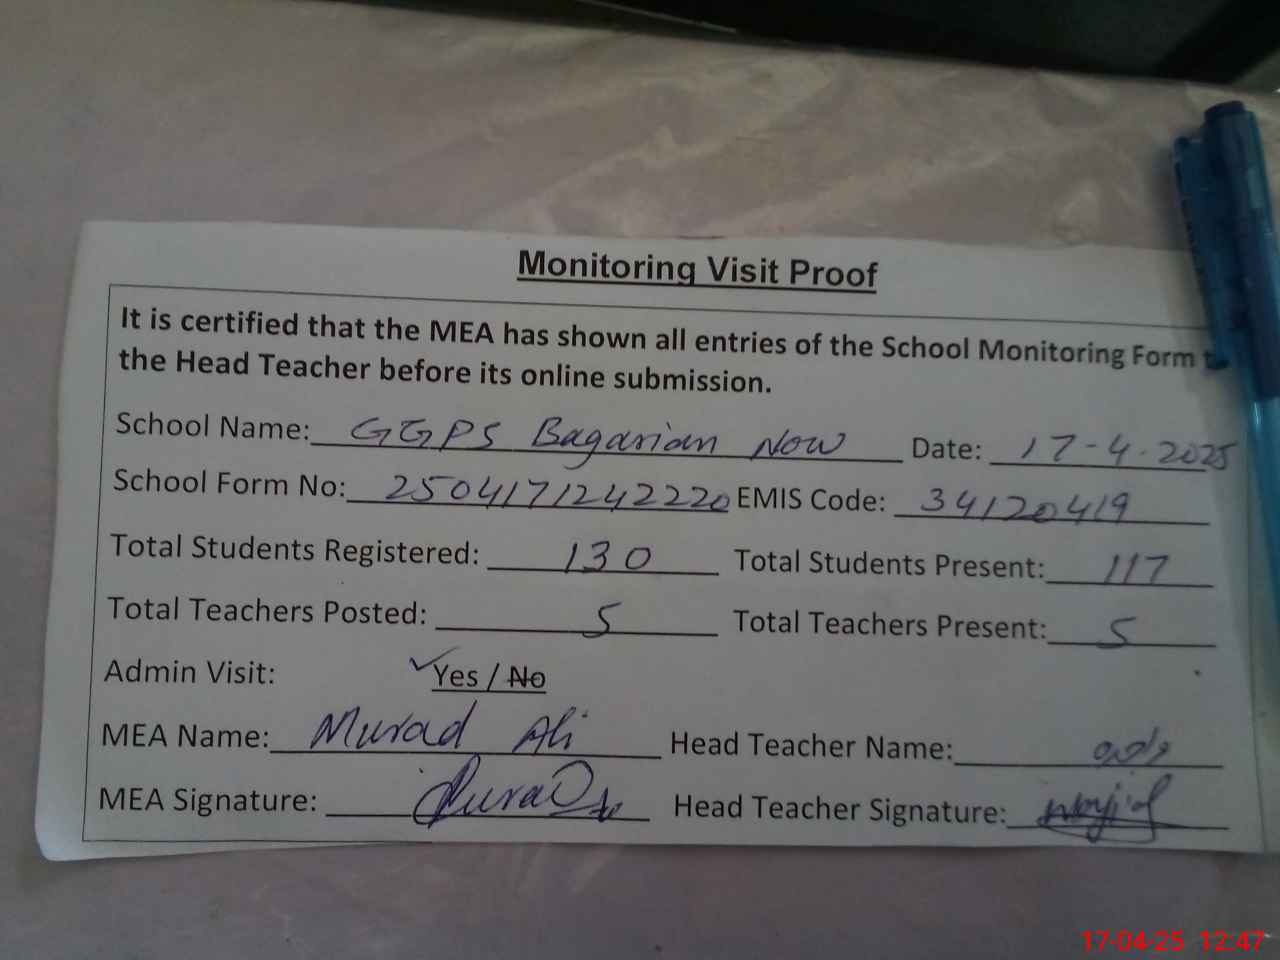 Monitoring Visit Proof
It is certified that the MEA has shown all entries of the School Monitoring Form
the Head Teacher before its online submission.
School Name: GGPS Bagarian Now Date: 17-4-2025
School Form No: 250417124222 0 EMIS Code: 34120419
Total Students Registered: 130 Total Students Present: 117
Total Teachers Posted: 5 Total Teachers Present: 5
Admin Visit: Yes / No
MEA Name: Murad Ali Head Teacher Name:
MEA Signature: Head Teacher Signature:
17-04-25 12:47